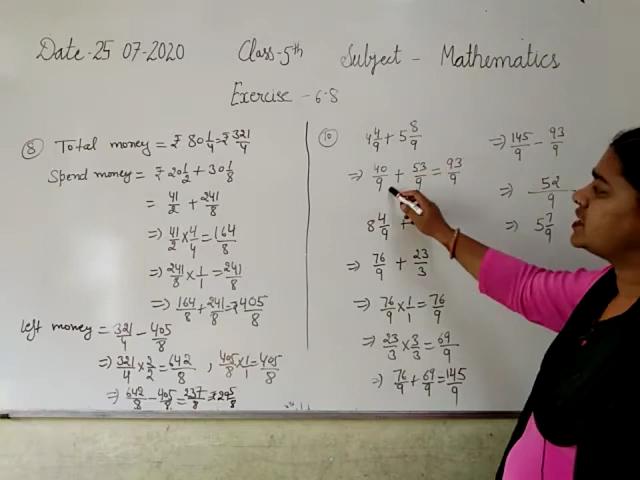 Date-25 07-2020 Class-5th Subject - Mathematics
Exercise - 6.8
⑧ Total money = ₹ 80 1/4 = ₹ 321/4
Spend money = ₹ 20 1/2 + 30 1/8
= 41/2 + 241/8
⇒ 41/2 × 4/4 = 164/8
⇒ 241/8 × 1/1 = 241/8
⇒ 164/8 + 241/8 = ₹ 405/8
left money = 321/4 - 405/8
⇒ 321/4 × 2/2 = 642/8 , 405/8 × 1/1 = 405/8
⇒ 642/8 - 405/8 = 237/8
⑩ 4 4/9 + 5 8/9
⇒ 40/9 + 53/9 = 93/9
8 4/9 +
⇒ 76/9 + 23/3
⇒ 76/9 × 1/1 = 76/9
⇒ 23/3 × 3/3 = 69/9
⇒ 76/9 + 69/9 = 145/9
⇒ 145/9 - 93/9
⇒ 52/9
⇒ 5 7/9